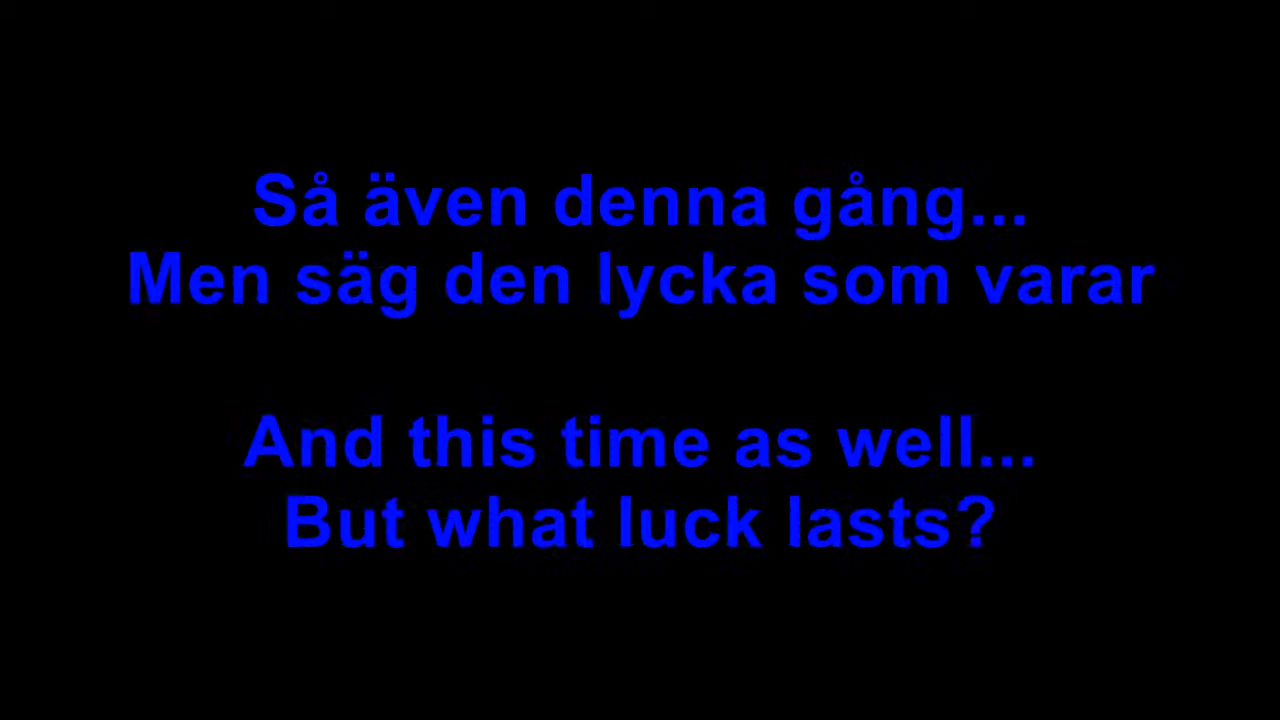 Så även denna gång...
Men säg den lycka som varar
And this time as well...
But what luck lasts?